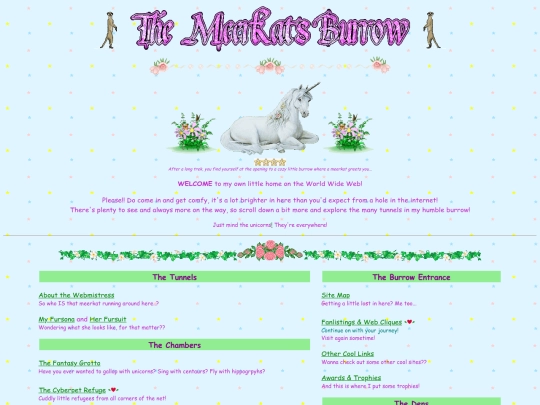 The Meerkat's Burrow
After a long trek, you find yourself at the opening to a cozy little burrow where a meerkat greets you...
WELCOME to my own little home on the World Wide Web!
Please!! Do come in and get comfy, it's a lot brighter in here than you'd expect from a hole in the internet!
There's plenty to see and always more on the way, so scroll down a bit more and explore the many tunnels in my humble burrow!
Just mind the unicorns! They're everywhere!
The Tunnels
About the Webmistress
So who IS that meerkat running around here..?
My Fursona and Her Fursuit
Wondering what she looks like, for that matter??
The Chambers
The Fantasy Grotto
Have you ever wanted to gallop with unicorns? Sing with centaurs? Fly with hippogryphs?
The Cyberpet Refuge
Cuddly little refugees from all corners of the net!
The Burrow Entrance
Site Map
Getting a little lost in here? Me too...
Fanlistings & Web Cliques
Continue on with your journey!
Visit again sometime!
Other Cool Links
Wanna check out some other cool sites??
Awards & Trophies
And this is where I put some trophies!
The Dens